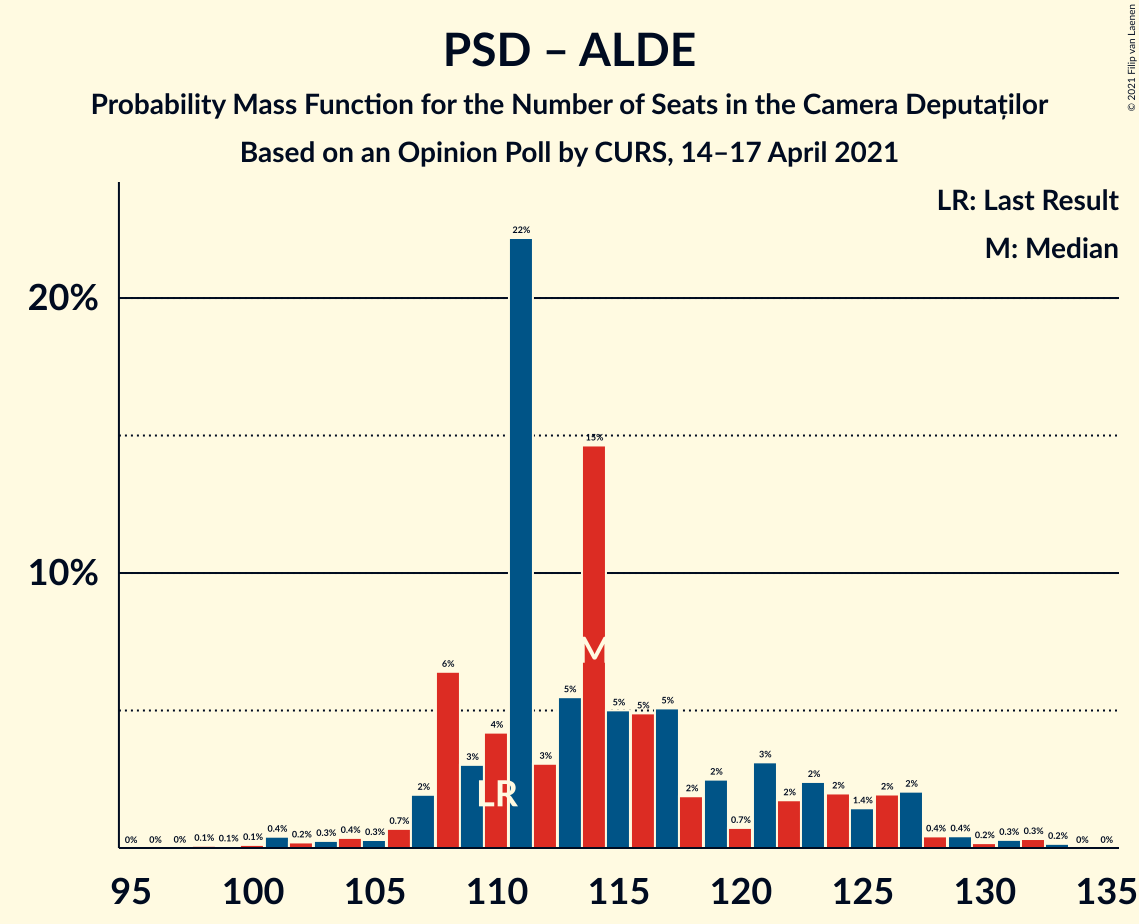 PSD – ALDE
Probability Mass Function for the Number of Seats in the Camera Deputaților
Based on an Opinion Poll by CURS, 14–17 April 2021
© 2021 Filip van Laenen
LR: Last Result
M: Median
20%
10%
0% 0% 0% 0.1% 0.1% 0.1% 0.4% 0.2% 0.3% 0.4% 0.3% 0.7% 2% 6% 3% 4% 22% 3% 5% 15% 5% 5% 5% 2% 2% 0.7% 3% 2% 2% 2% 1.4% 2% 2% 0.4% 0.4% 0.2% 0.3% 0.3% 0.2% 0% 0%
M
LR
95 100 105 110 115 120 125 130 135